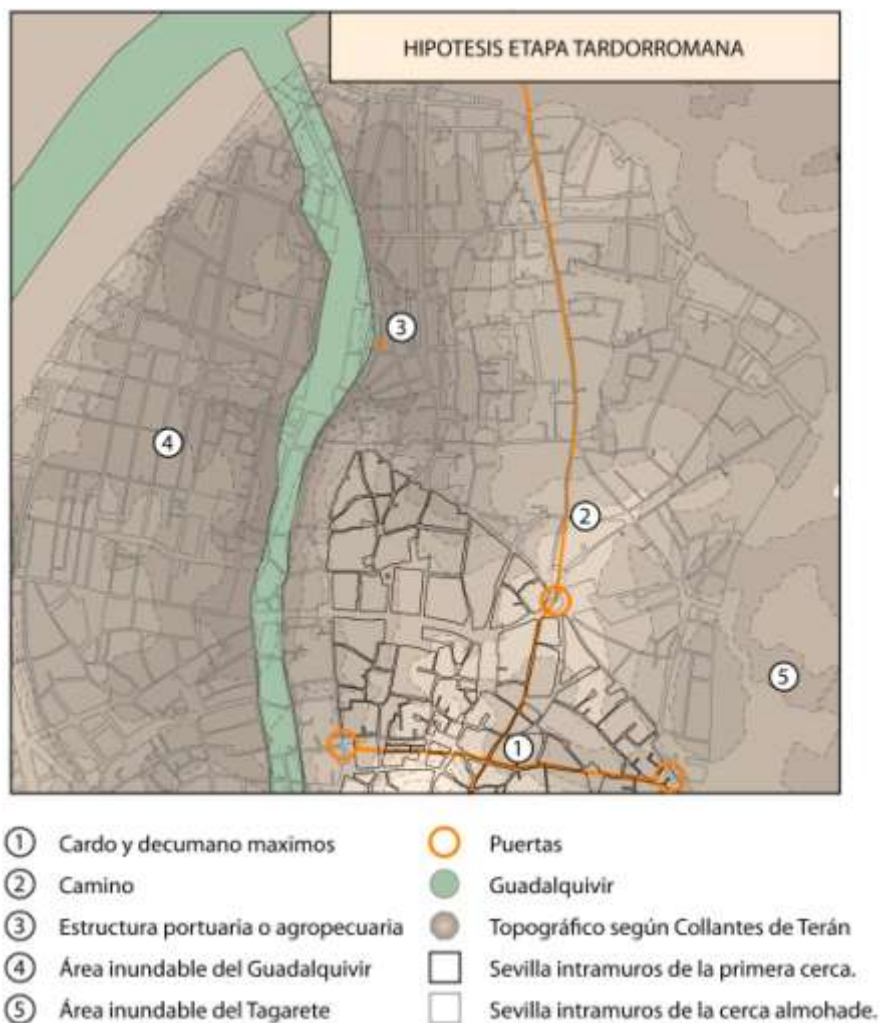 HIPOTESIS ETAPA TARDORROMANA
3
4
2
5
1
1 Cardo y decumano maximos
2 Camino
3 Estructura portuaria o agropecuaria
4 Área inundable del Guadalquivir
5 Área inundable del Tagarete
Puertas
Guadalquivir
Topográfico según Collantes de Terán
Sevilla intramuros de la primera cerca.
Sevilla intramuros de la cerca almohade.